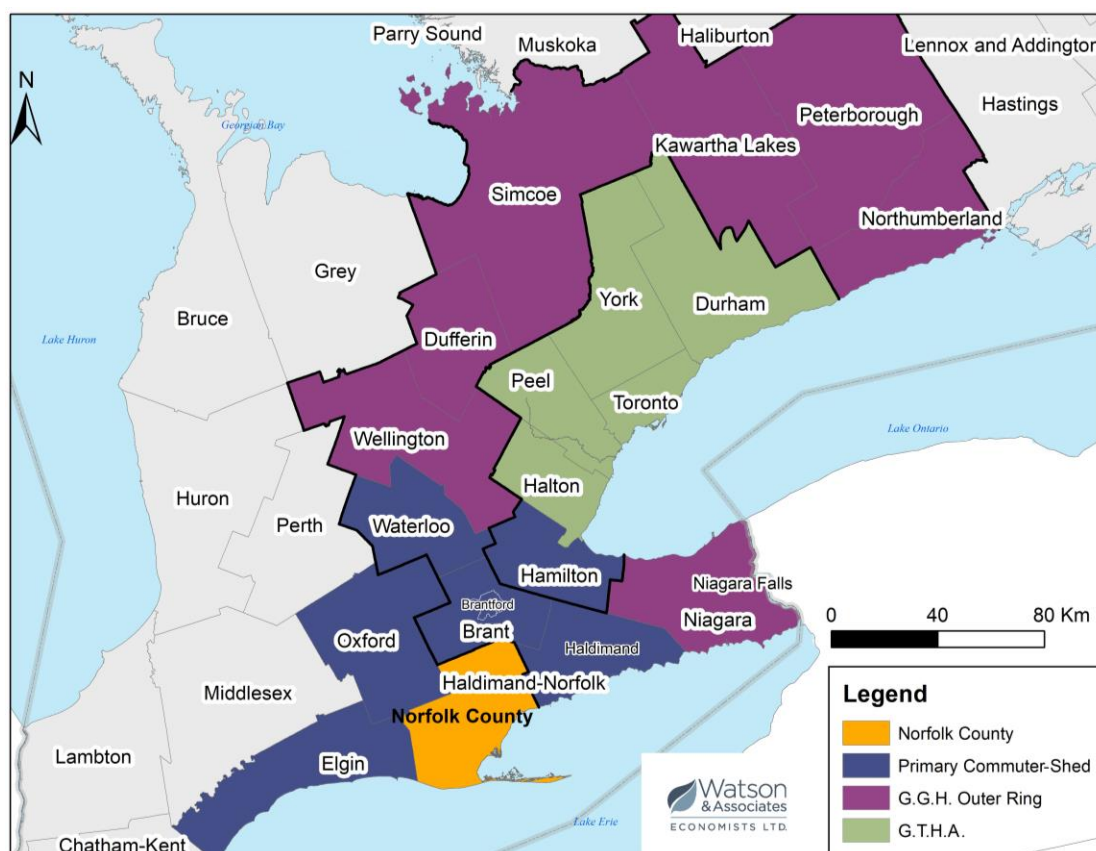 Parry Sound
Muskoka
Haliburton
Lennox and Addington
Hastings
N
Georgian Bay
Peterborough
Kawartha Lakes
Simcoe
Northumberland
Grey
York
Durham
Bruce
Lake Huron
Dufferin
Peel
Toronto
Lake Ontario
Wellington
Halton
Huron
Perth
Waterloo
Hamilton
Niagara Falls
Niagara
0 40 80 Km
Brantford
Brant
Oxford
Haldimand
Haldimand-Norfolk
Middlesex
Norfolk County
Lambton
Elgin
Chatham-Kent
Lake Erie
Watson
& Associates
ECONOMISTS LTD.
Legend
Norfolk County
Primary Commuter-Shed
G.G.H. Outer Ring
G.T.H.A.